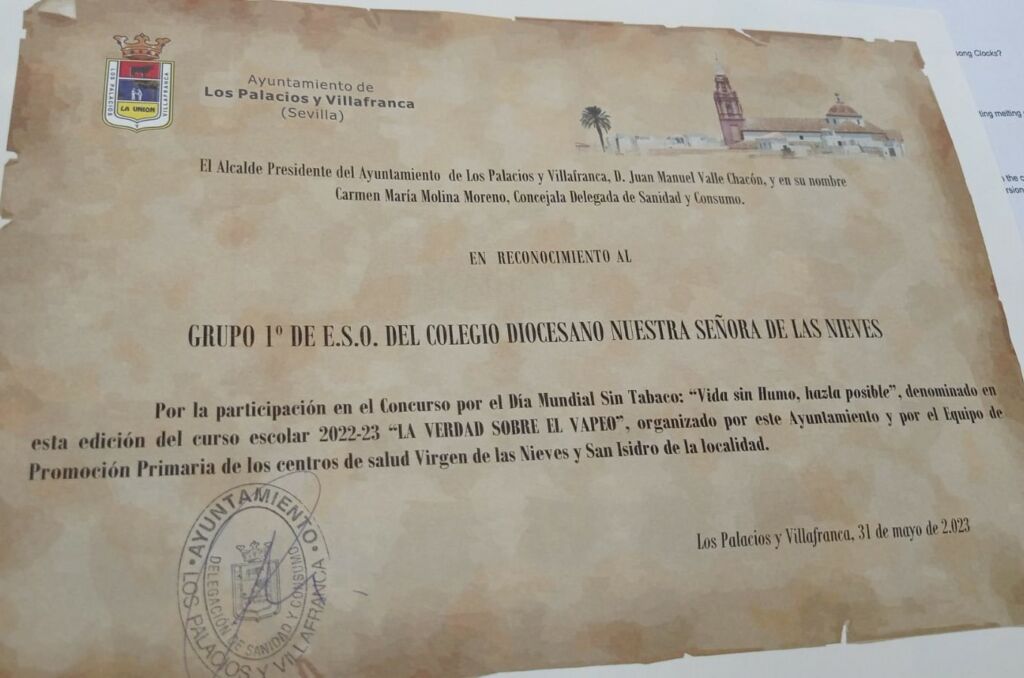 LOS PALACIOS
VILLAFRANCA
LA UNION
Ayuntamiento de
Los Palacios y Villafranca
(Sevilla)
El Alcalde Presidente del Ayuntamiento de Los Palacios y Villafranca, D. Juan Manuel Valle Chacón, y en su nombre
Carmen María Molina Moreno, Concejala Delegada de Sanidad y Consumo.
EN RECONOCIMIENTO AL
GRUPO 1º DE E.S.O. DEL COLEGIO DIOCESANO NUESTRA SEÑORA DE LAS NIEVES
Por la participación en el Concurso por el Día Mundial Sin Tabaco: “Vida sin Humo, hazla posible”, denominado en
esta edición del curso escolar 2022-23 “LA VERDAD SOBRE EL VAPEO”, organizado por este Ayuntamiento y por el Equipo de
Promoción Primaria de los centros de salud Virgen de las Nieves y San Isidro de la localidad.
Los Palacios y Villafranca, 31 de mayo de 2.023
• AYUNTAMIENTO •
LOS PALACIOS Y VILLAFRANCA
DELEGACIÓN DE SANIDAD Y CONSUMO
Clocks?
melting
the